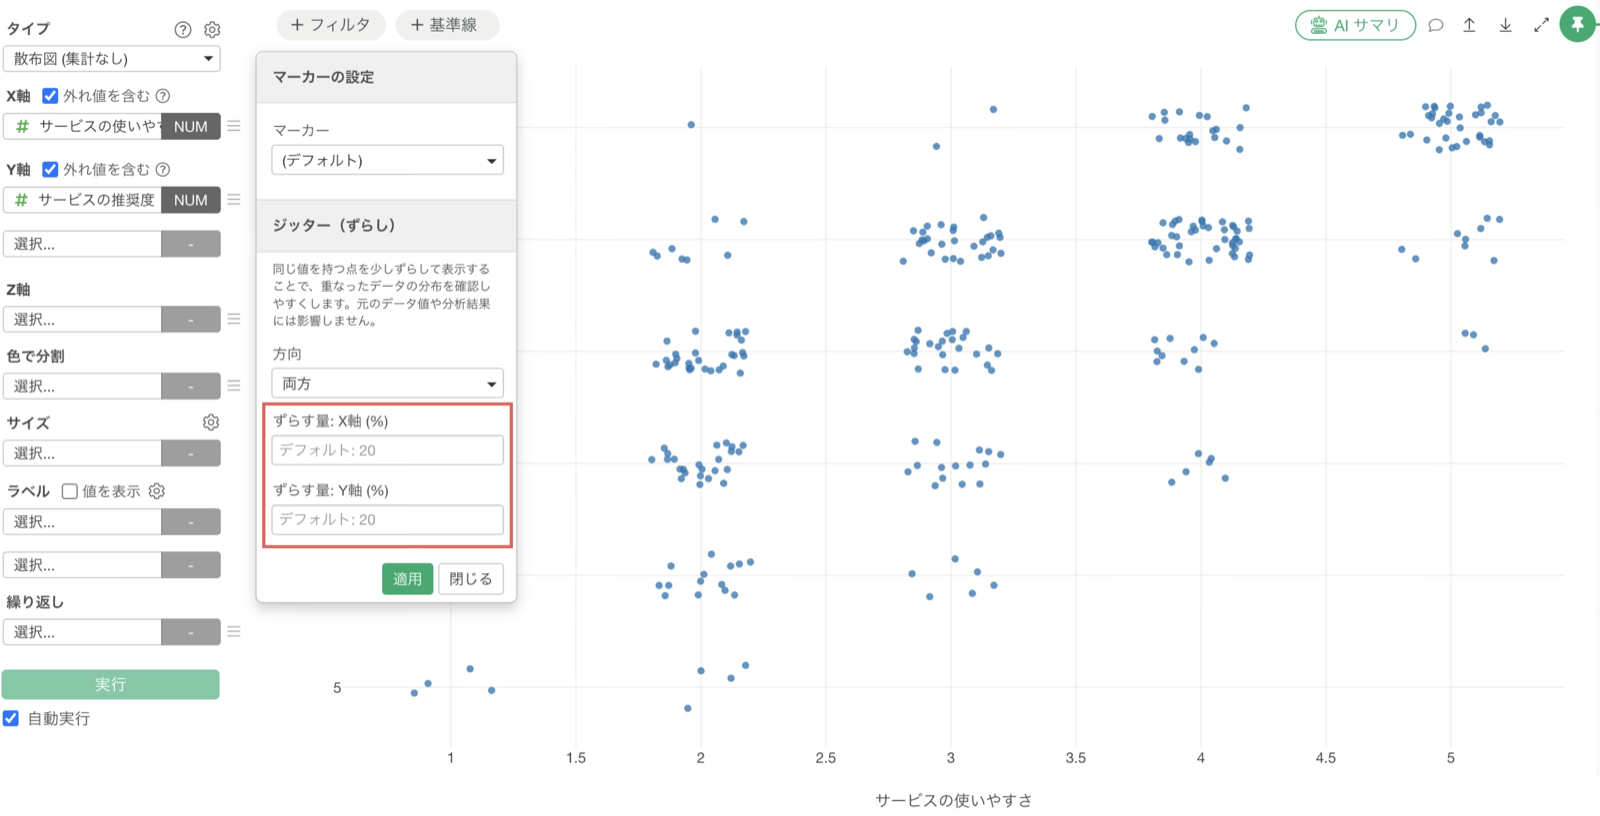 タイプ
散布図 (集計なし)
X軸 外れ値を含む
# サービスの使いや NUM
Y軸 外れ値を含む
# サービスの推奨度 NUM
選択... -
Z軸
選択... -
色で分割
選択... -
サイズ
選択... -
ラベル 値を表示
選択... -
選択... -
繰り返し
選択... -
実行
自動実行
+ フィルタ
+ 基準線
AI サマリ
マーカーの設定
マーカー
(デフォルト)
ジッター（ずらし）
同じ値を持つ点を少しずらして表示する
ことで、重なったデータの分布を確認し
やすくします。元のデータ値や分析結果
には影響しません。
方向
両方
ずらす量: X軸 (%)
デフォルト: 20
ずらす量: Y軸 (%)
デフォルト: 20
適用
閉じる
5
1
1.5
2
2.5
3
3.5
4
4.5
5
サービスの使いやすさ